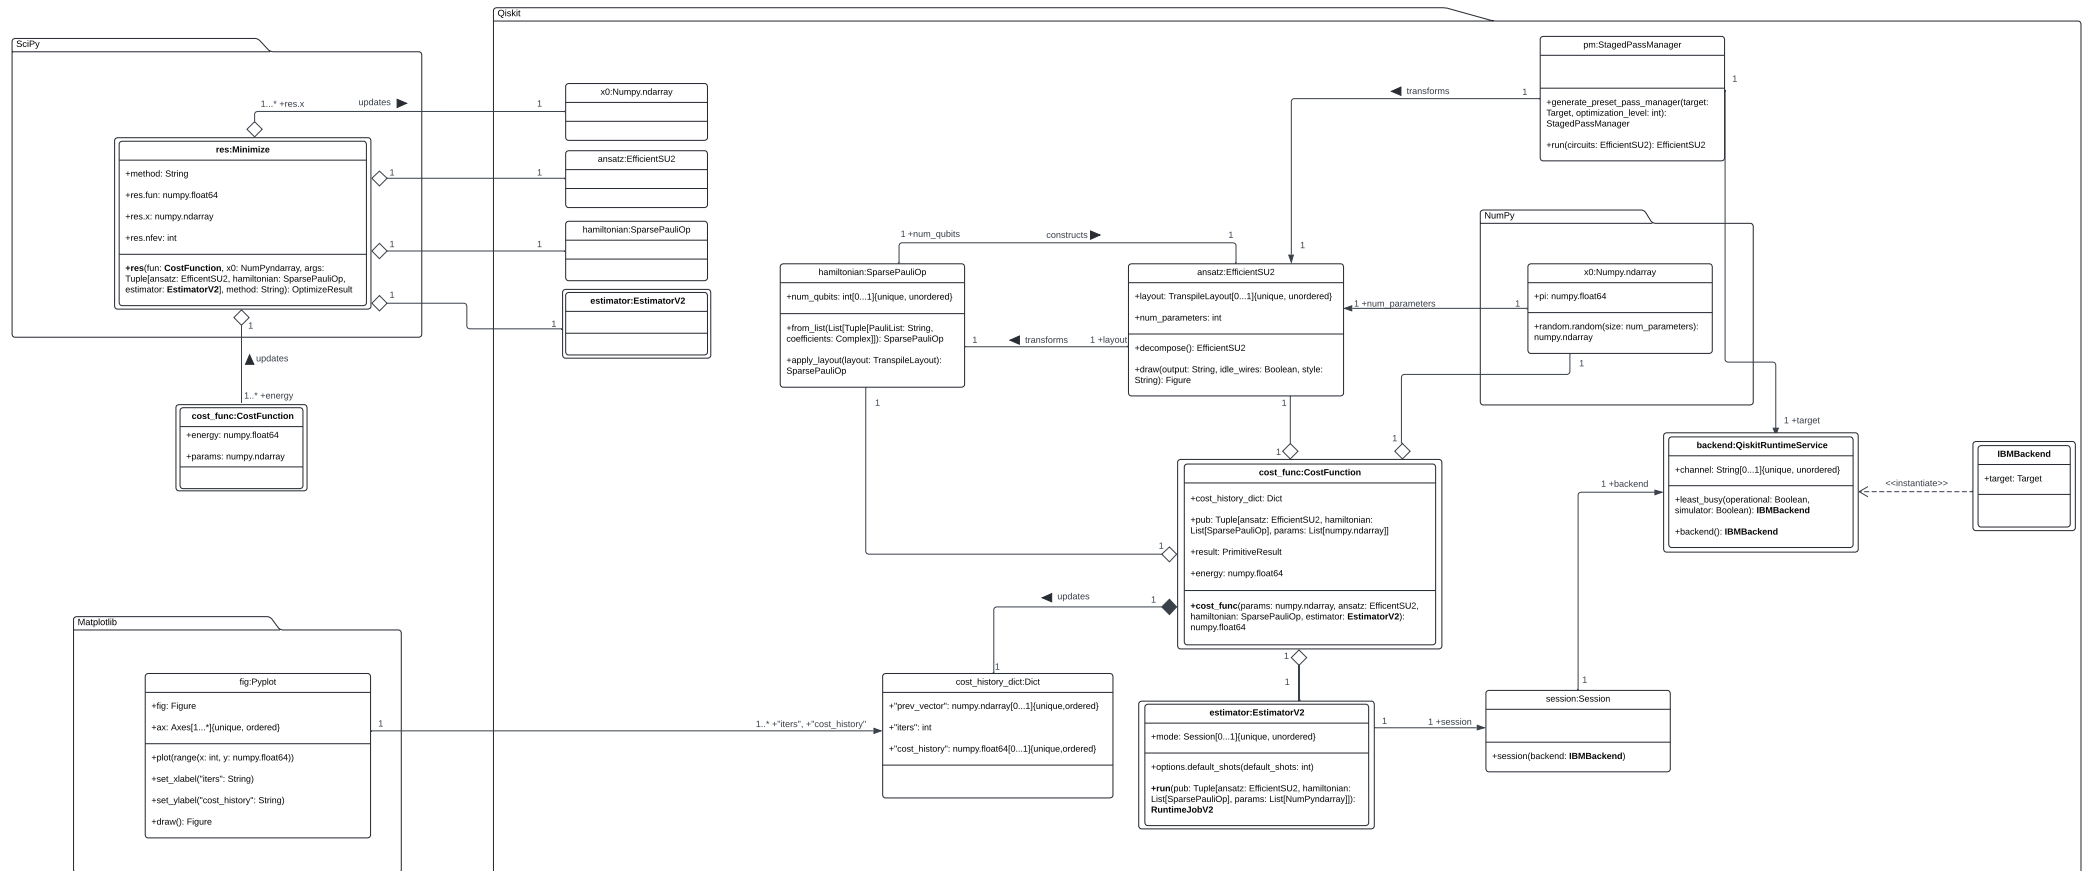 Qiskit
SciPy
pm:StagedPassManager
1
+generate_preset_pass_manager(target:
Target, optimization_level: int):
StagedPassManager
+run(circuits: EfficientSU2): EfficientSU2
transforms
1
1
1...* +res.x
updates
1
x0:Numpy.ndarray
res:Minimize
+method: String
+res.fun: numpy.float64
+res.x: numpy.ndarray
+res.nfev: int
+res(fun: CostFunction, x0: NumPyndarray, args:
Tuple[ansatz: EfficentSU2, hamiltonian: SparsePauliOp,
estimator: EstimatorV2], method: String): OptimizeResult
1
1
ansatz:EfficientSU2
1
1
hamiltonian:SparsePauliOp
1
1
estimator:EstimatorV2
1
updates
1..* +energy
cost_func:CostFunction
+energy: numpy.float64
+params: numpy.ndarray
1 +num_qubits
constructs
1
hamiltonian:SparsePauliOp
+num_qubits: int[0...1]{unique, unordered}
+from_list(List[Tuple[PauliList: String,
coefficients: Complex]]): SparsePauliOp
+apply_layout(layout: TranspileLayout):
SparsePauliOp
1
transforms
1 +layout
ansatz:EfficientSU2
+layout: TranspileLayout[0...1]{unique, unordered}
+num_parameters: int
+decompose(): EfficientSU2
+draw(output: String, idle_wires: Boolean, style:
String): Figure
1 +num_parameters
1
NumPy
x0:Numpy.ndarray
+pi: numpy.float64
+random.random(size: num_parameters):
numpy.ndarray
1
1
1
1
1
1 +target
backend:QiskitRuntimeService
+channel: String[0...1]{unique, unordered}
+least_busy(operational: Boolean,
simulator: Boolean): IBMBackend
+backend(): IBMBackend
<<instantiate>>
IBMBackend
+target: Target
1 +backend
1
1
cost_func:CostFunction
+cost_history_dict: Dict
+pub: Tuple[ansatz: EfficientSU2, hamiltonian:
List[SparsePauliOp], params: List[numpy.ndarray]]
+result: PrimitiveResult
+energy: numpy.float64
+cost_func(params: numpy.ndarray, ansatz: EfficentSU2,
hamiltonian: SparsePauliOp, estimator: EstimatorV2):
numpy.float64
updates
1
1
1
1
Matplotlib
fig:Pyplot
+fig: Figure
+ax: Axes[1...*]{unique, ordered}
+plot(range(x: int, y: numpy.float64))
+set_xlabel("iters": String)
+set_ylabel("cost_history": String)
+draw(): Figure
1
1..* +"iters", +"cost_history"
cost_history_dict:Dict
+"prev_vector": numpy.ndarray[0...1]{unique,ordered}
+"iters": int
+"cost_history": numpy.float64[0...1]{unique,ordered}
estimator:EstimatorV2
+mode: Session[0...1]{unique, unordered}
+options.default_shots(default_shots: int)
+run(pub: Tuple[ansatz: EfficientSU2, hamiltonian:
List[SparsePauliOp], params: List[NumPyndarray]]):
RuntimeJobV2
1
1 +session
session:Session
+session(backend: IBMBackend)
1